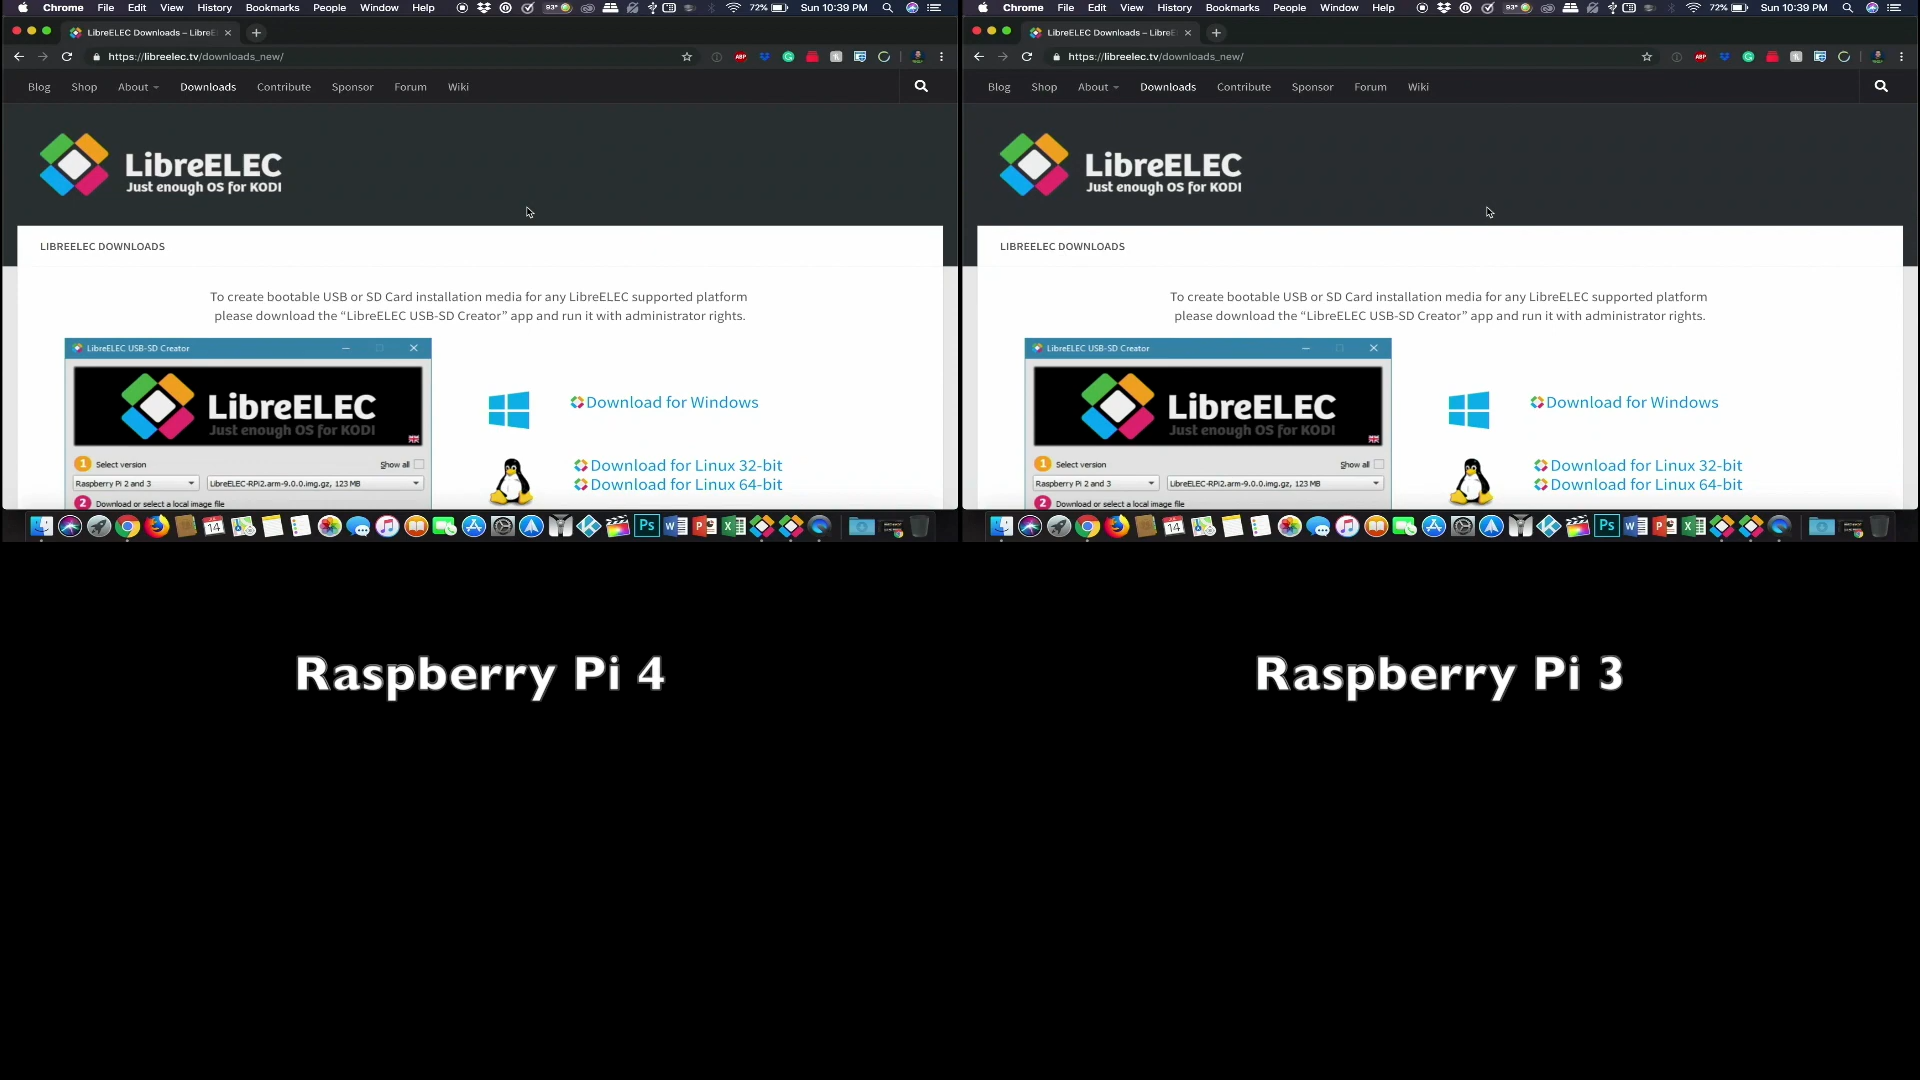 Chrome File Edit View History Bookmarks People Window Help 93° 72% Sun 10:39 PM
LibreELEC Downloads – LibreE
https://libreelec.tv/downloads_new/
ABP
Blog Shop About Downloads Contribute Sponsor Forum Wiki
LibreELEC
Just enough OS for KODI
LIBREELEC DOWNLOADS
To create bootable USB or SD Card installation media for any LibreELEC supported platform
please download the “LibreELEC USB-SD Creator” app and run it with administrator rights.
LibreELEC USB-SD Creator
LibreELEC
Just enough OS for KODI
Download for Windows
1 Select version Show all
Raspberry Pi 2 and 3 LibreELEC-RPi2.arm-9.0.0.img.gz, 123 MB
2 Download or select a local image file
Download for Linux 32-bit
Download for Linux 64-bit
14
Ps
Chrome File Edit View History Bookmarks People Window Help 93° 72% Sun 10:39 PM
LibreELEC Downloads – LibreE
https://libreelec.tv/downloads_new/
ABP
Blog Shop About Downloads Contribute Sponsor Forum Wiki
LibreELEC
Just enough OS for KODI
LIBREELEC DOWNLOADS
To create bootable USB or SD Card installation media for any LibreELEC supported platform
please download the “LibreELEC USB-SD Creator” app and run it with administrator rights.
LibreELEC USB-SD Creator
LibreELEC
Just enough OS for KODI
Download for Windows
1 Select version Show all
Raspberry Pi 2 and 3 LibreELEC-RPi2.arm-9.0.0.img.gz, 123 MB
2 Download or select a local image file
Download for Linux 32-bit
Download for Linux 64-bit
14
Ps
Raspberry Pi 4
Raspberry Pi 3